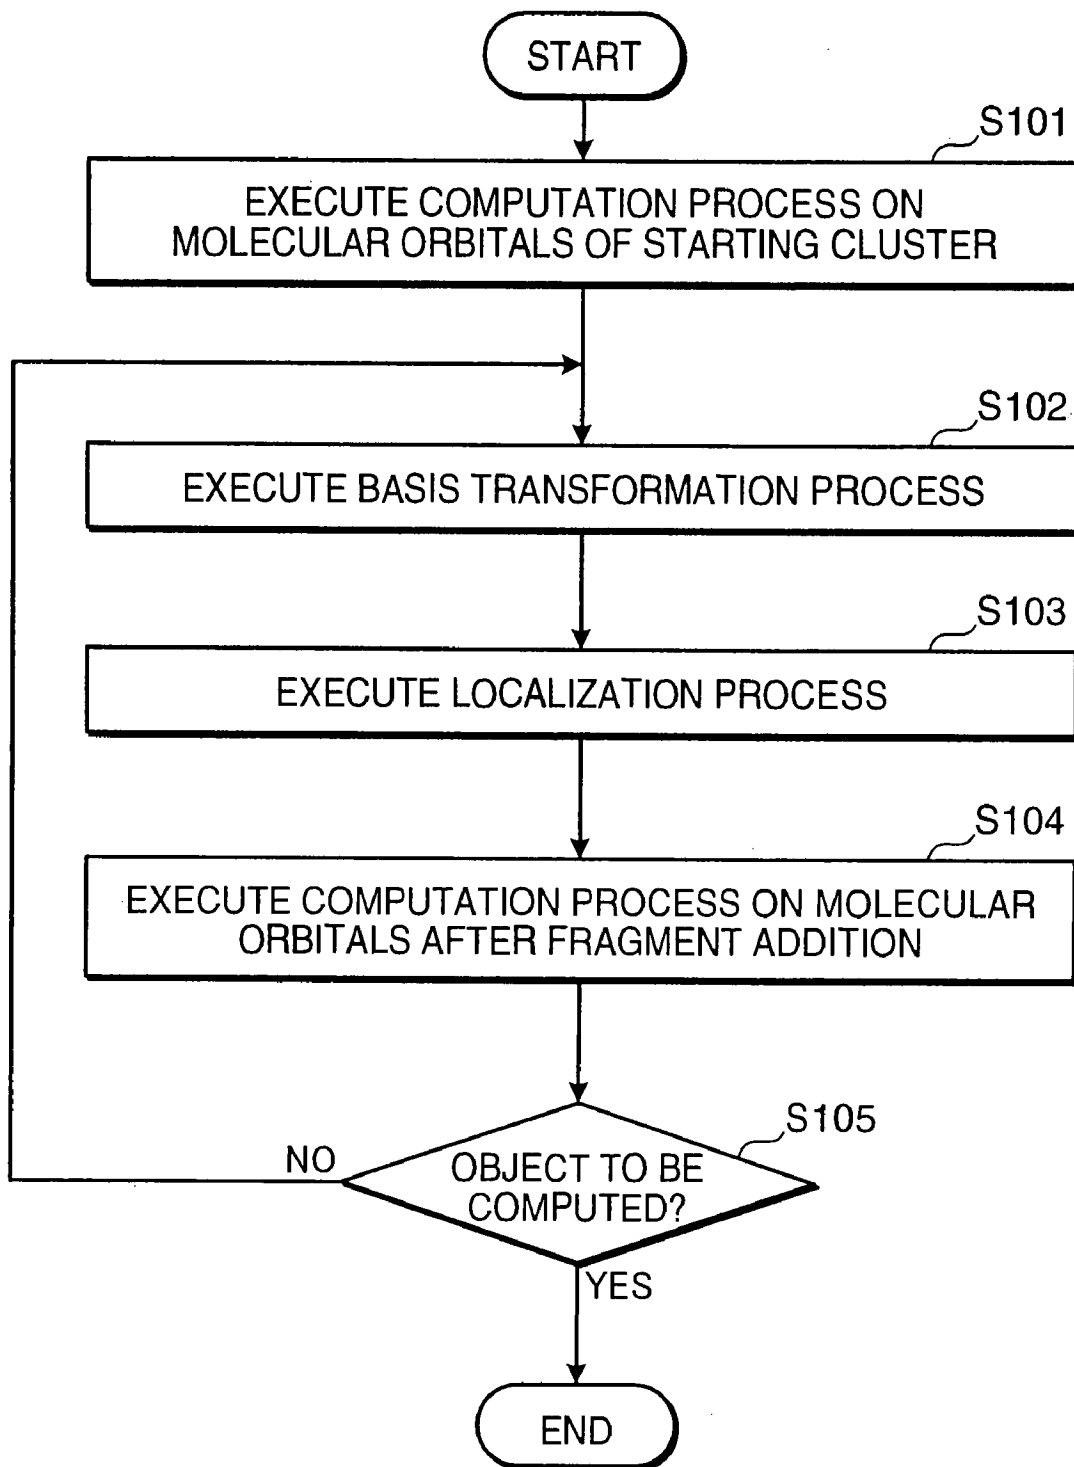 START
S101
EXECUTE COMPUTATION PROCESS ON
MOLECULAR ORBITALS OF STARTING CLUSTER
S102
EXECUTE BASIS TRANSFORMATION PROCESS
S103
EXECUTE LOCALIZATION PROCESS
S104
EXECUTE COMPUTATION PROCESS ON MOLECULAR
ORBITALS AFTER FRAGMENT ADDITION
S105
NO
OBJECT TO BE
COMPUTED?
YES
END